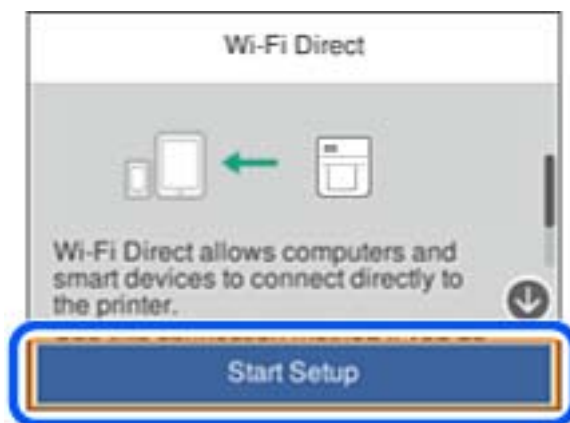 Wi-Fi Direct
Wi-Fi Direct allows computers and
smart devices to connect directly to
the printer.
Start Setup